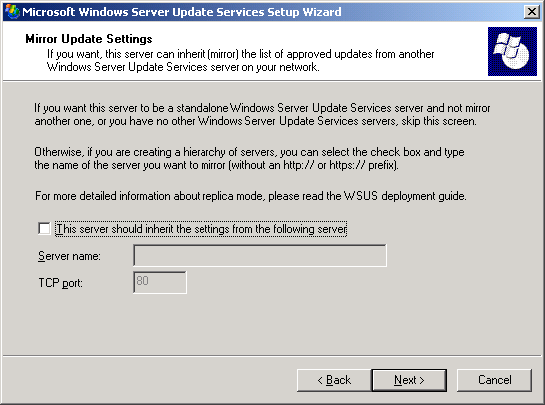 Microsoft Windows Server Update Services Setup Wizard
Mirror Update Settings
If you want, this server can inherit (mirror) the list of approved updates from another
Windows Server Update Services server on your network.
If you want this server to be a standalone Windows Server Update Services server and not mirror
another one, or you have no other Windows Server Update Services servers, skip this screen.
Otherwise, if you are creating a hierarchy of servers, you can select the check box and type
the name of the server you want to mirror (without an http:// or https:// prefix).
For more detailed information about replica mode, please read the WSUS deployment guide.
This server should inherit the settings from the following server
Server name:
TCP port: 80
< Back Next > Cancel